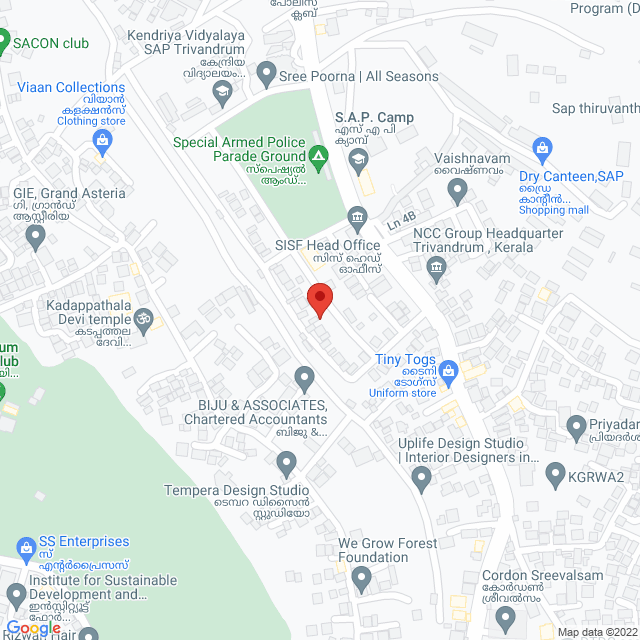 പോലീസ്
ക്ലബ്
Program (D
SACON club
Kendriya Vidyalaya
SAP Trivandrum
കേന്ദ്രിയ
വിദ്യാലയം...
Sree Poorna | All Seasons
Viaan Collections
വിയാൻ
കളക്ഷൻസ്
Clothing store
S.A.P. Camp
എസ് എ പി
ക്യാമ്പ്
Sap thiruvanth
Special Armed Police
Parade Ground
സ്പെഷ്യൽ
ആംഡ്...
Vaishnavam
വൈഷ്ണവം
Dry Canteen,SAP
ഡ്രൈ
കാന്റീൻ...
Shopping mall
GIE, Grand Asteria
ഗി, ഗ്രാൻഡ്
ആസ്റ്റീരിയ
Ln 4B
SISF Head Office
സിസ് ഹെഡ്
ഓഫീസ്
NCC Group Headquarter
Trivandrum , Kerala
Kadappathala
Devi temple
കടപ്പത്തല
ദേവി...
um
lub
Tiny Togs
ടൈനി
ടോഗ്സ്
Uniform store
BIJU & ASSOCIATES,
Chartered Accountants
ബിജു &...
Priyadar
പ്രിയദർശ
Uplife Design Studio
| Interior Designers in...
KGRWA2
Tempera Design Studio
ടെമ്പറ ഡിസൈൻ
സ്റ്റുഡിയോ
SS Enterprises
സ്
എന്റർപ്രൈസസ്
We Grow Forest
Foundation
Institute for Sustainable
Development and...
ഇൻസ്റ്റിറ്റൂട്ട്
ഫോർ...
Cordon Sreevalsam
കോർഡൺ
ശ്രീവൽസം
Google
Rizwan Hair
Map data ©2022